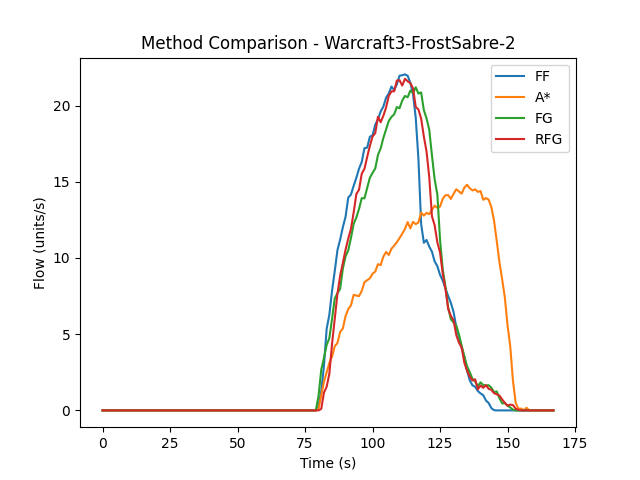 Method Comparison - Warcraft3-FrostSabre-2
FF
A*
FG
RFG
Flow (units/s)
20
15
10
5
0
0 25 50 75 100 125 150 175
Time (s)